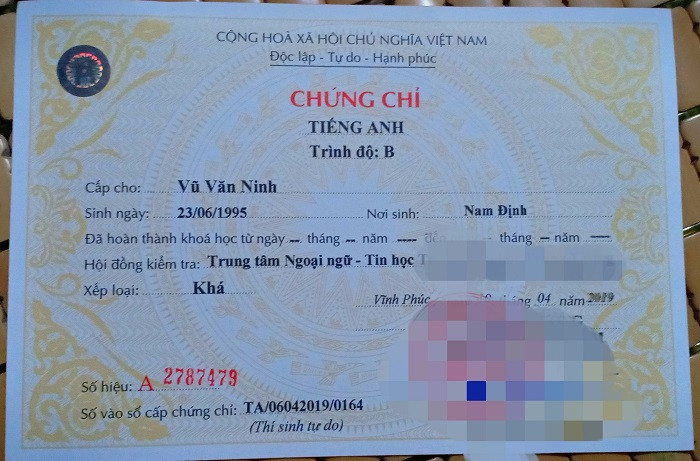 CỘNG HOÀ XÃ HỘI CHỦ NGHĨA VIỆT NAM
Độc lập - Tự do - Hạnh phúc
CHỨNG CHỈ
TIẾNG ANH
Trình độ: B
Cấp cho: Vũ Văn Ninh
Sinh ngày: 23/06/1995 Nơi sinh: Nam Định
Đã hoàn thành khoá học từ ngày -- tháng -- năm ---- đến - tháng -- năm ----
Hội đồng kiểm tra: Trung tâm Ngoại ngữ - Tin học
Xếp loại: Khá
Vĩnh Phúc tháng 04 năm 2019
Số hiệu: A 2787479
Số vào sổ cấp chứng chỉ: TA/06042019/0164
(Thí sinh tự do)